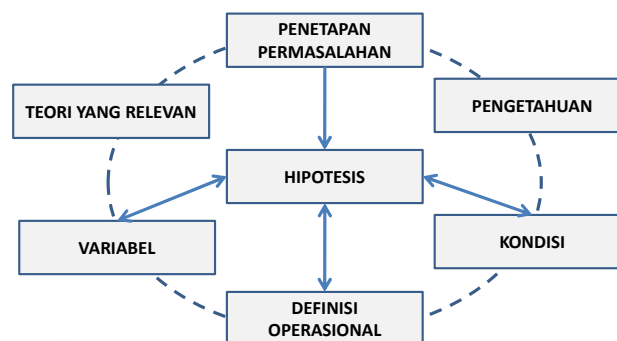 PENETAPAN
PERMASALAHAN
TEORI YANG RELEVAN
PENGETAHUAN
HIPOTESIS
VARIABEL
KONDISI
DEFINISI
OPERASIONAL